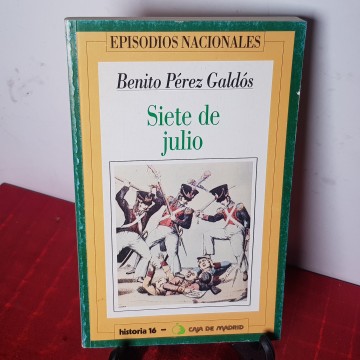 EPISODIOS NACIONALES
Benito Pérez Galdós
Siete de
julio
historia 16 - CAJA DE MADRID